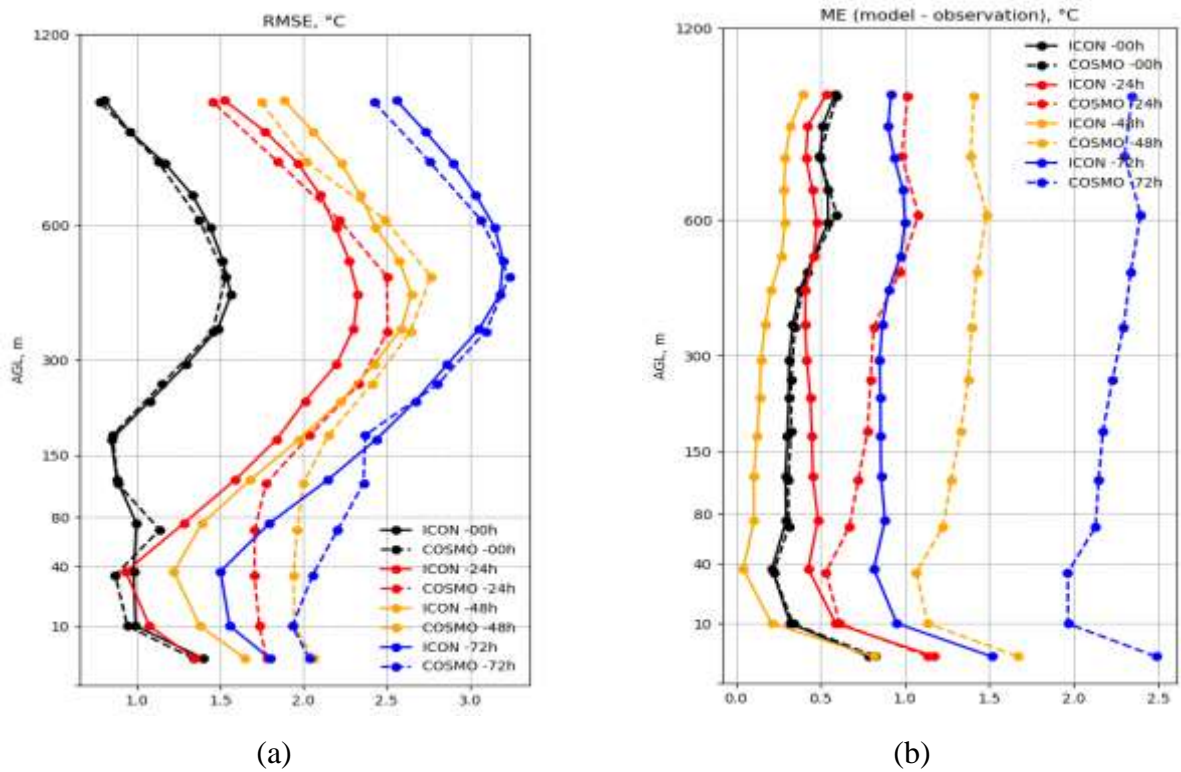 RMSE, °C
1200
600
300
150
80
40
10
AGL, m
1.0
1.5
2.0
2.5
3.0
ICON -00h
COSMO -00h
ICON -24h
COSMO -24h
ICON -48h
COSMO -48h
ICON -72h
COSMO -72h
(a)
ME (model - observation), °C
1200
600
300
150
80
40
10
AGL, m
0.0
0.5
1.0
1.5
2.0
2.5
ICON -00h
COSMO -00h
ICON -24h
COSMO -24h
ICON -48h
COSMO -48h
ICON -72h
COSMO -72h
(b)